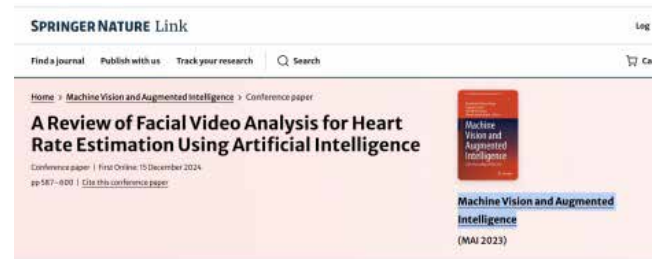 SPRINGER NATURE Link
Log
Find a journal Publish with us Track your research Search
Ca
Home > Machine Vision and Augmented Intelligence > Conference paper
A Review of Facial Video Analysis for Heart
Rate Estimation Using Artificial Intelligence
Conference paper | First Online: 15 December 2024
pp 587–600 | Cite this conference paper
Machine
Vision and
Augmented
Intelligence
Machine Vision and Augmented
Intelligence
(MAI 2023)